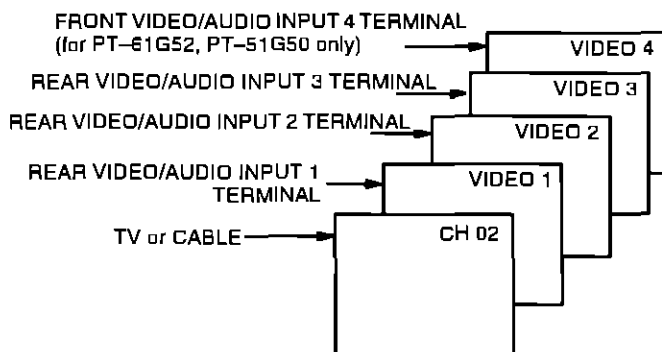 FRONT VIDEO/AUDIO INPUT 4 TERMINAL
(for PT–61G52, PT–51G50 only)
VIDEO 4
REAR VIDEO/AUDIO INPUT 3 TERMINAL
VIDEO 3
REAR VIDEO/AUDIO INPUT 2 TERMINAL
VIDEO 2
REAR VIDEO/AUDIO INPUT 1
TERMINAL
VIDEO 1
TV or CABLE
CH 02